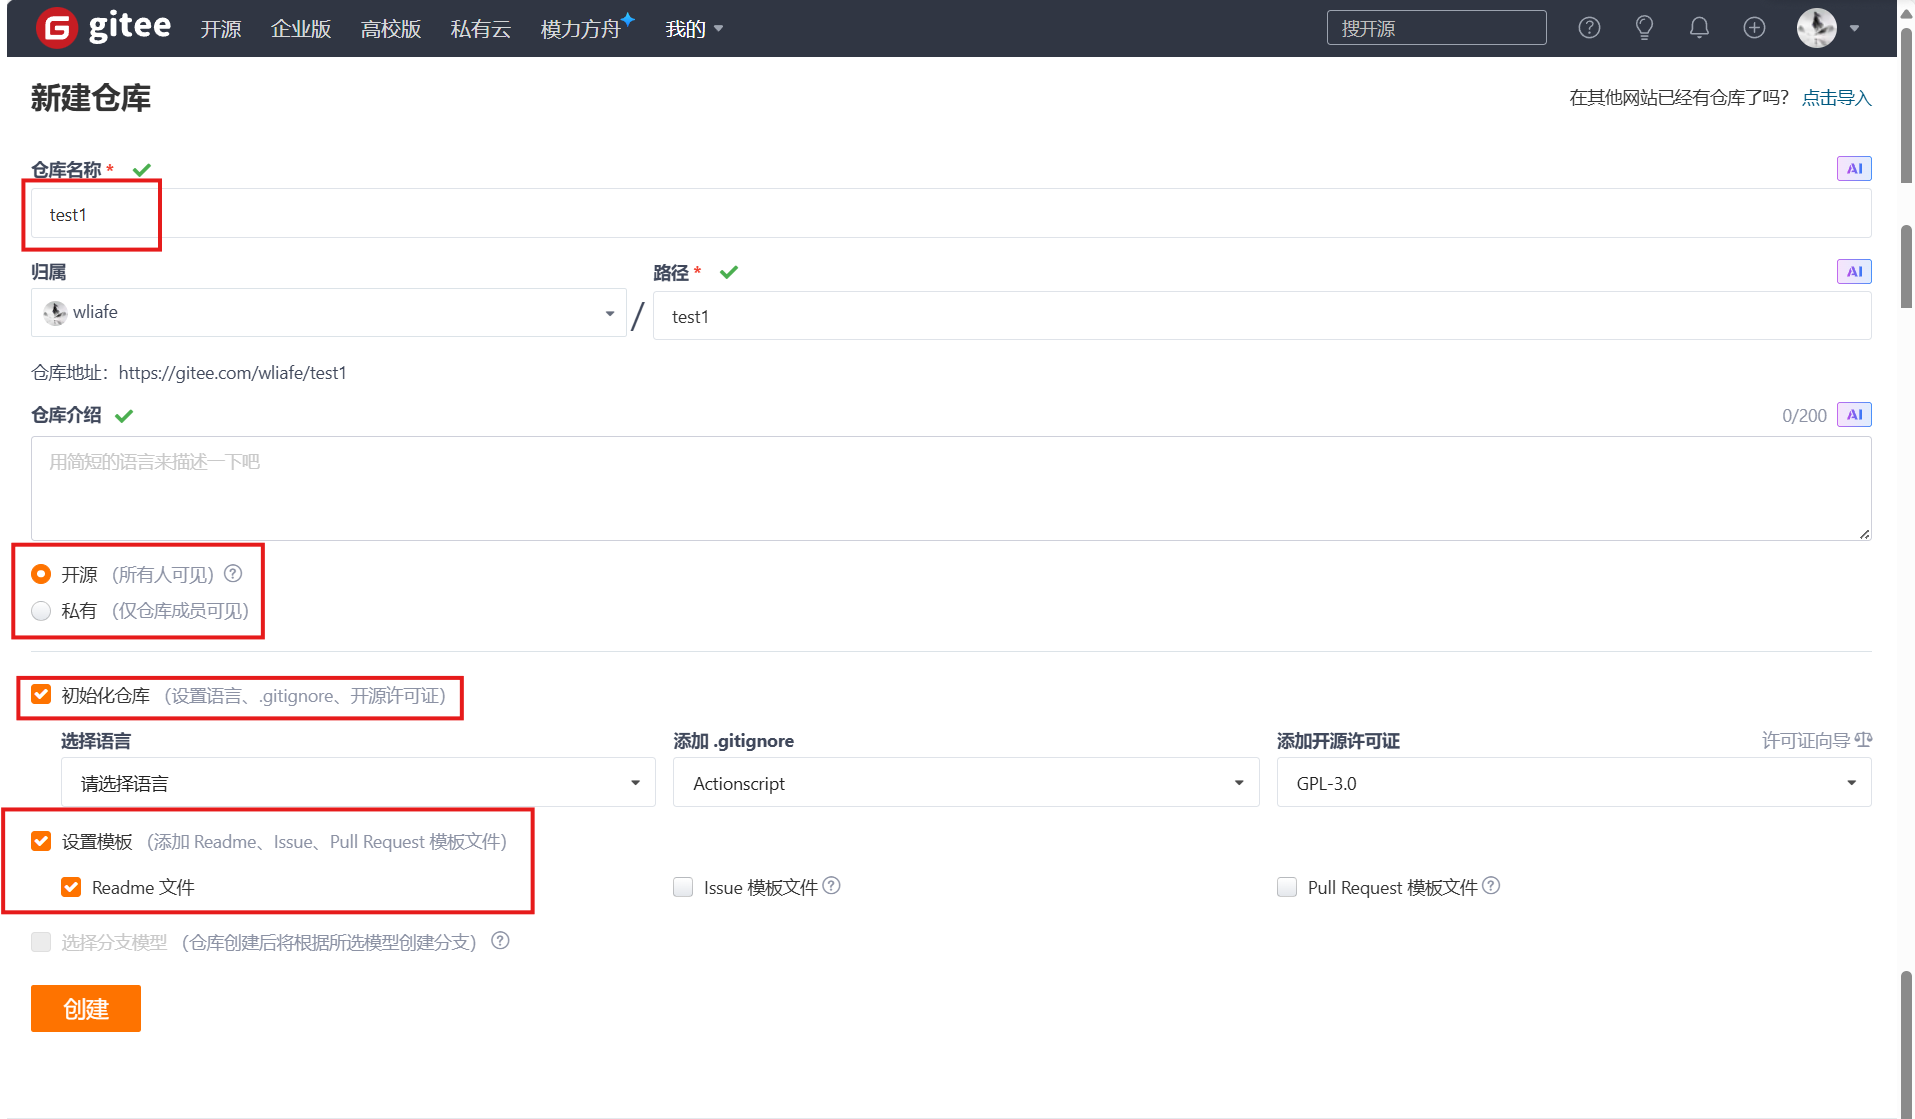 gitee 开源 企业版 高校版 私有云 模力方舟 我的 搜开源
新建仓库 在其他网站已经有仓库了吗? 点击导入
仓库名称 * AI
test1
归属 路径 * AI
wliafe / test1
仓库地址：https://gitee.com/wliafe/test1
仓库介绍 0/200 AI
用简短的语言来描述一下吧
开源 (所有人可见)
私有 (仅仓库成员可见)
初始化仓库 (设置语言、.gitignore、开源许可证)
选择语言 添加 .gitignore 添加开源许可证 许可证向导
请选择语言 Actionscript GPL-3.0
设置模板 (添加 Readme、Issue、Pull Request 模板文件)
Readme 文件 Issue 模板文件 Pull Request 模板文件
选择分支模型 (仓库创建后将根据所选模型创建分支)
创建